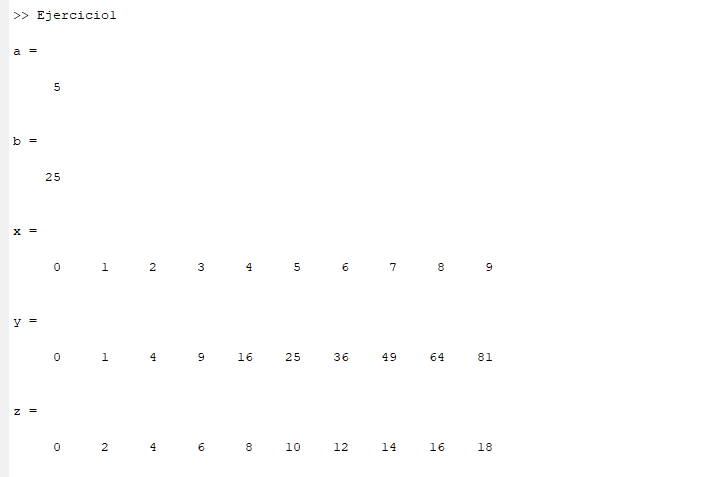 >> Ejercicio1
a =
5
b =
25
x =
0 1 2 3 4 5 6 7 8 9
y =
0 1 4 9 16 25 36 49 64 81
z =
0 2 4 6 8 10 12 14 16 18